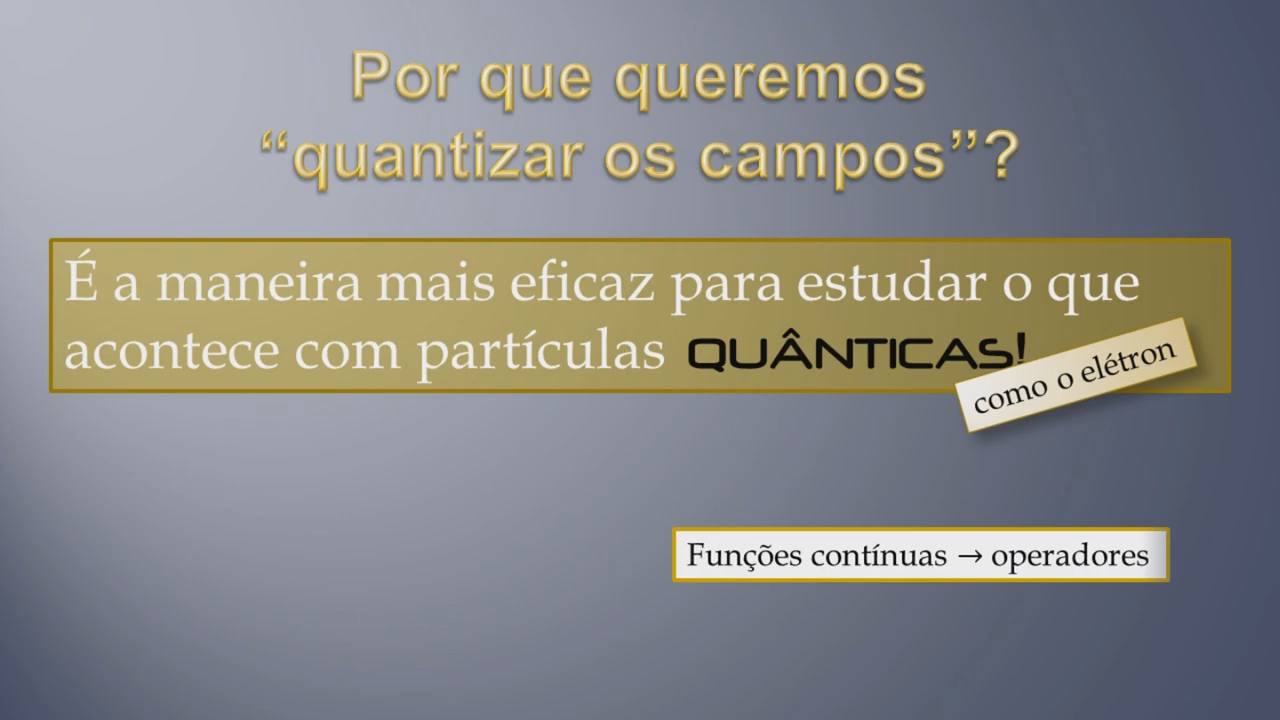 Por que queremos
“quantizar os campos”?
É a maneira mais eficaz para estudar o que
acontece com partículas QUÂNTICAS!
como o elétron
Funções contínuas → operadores